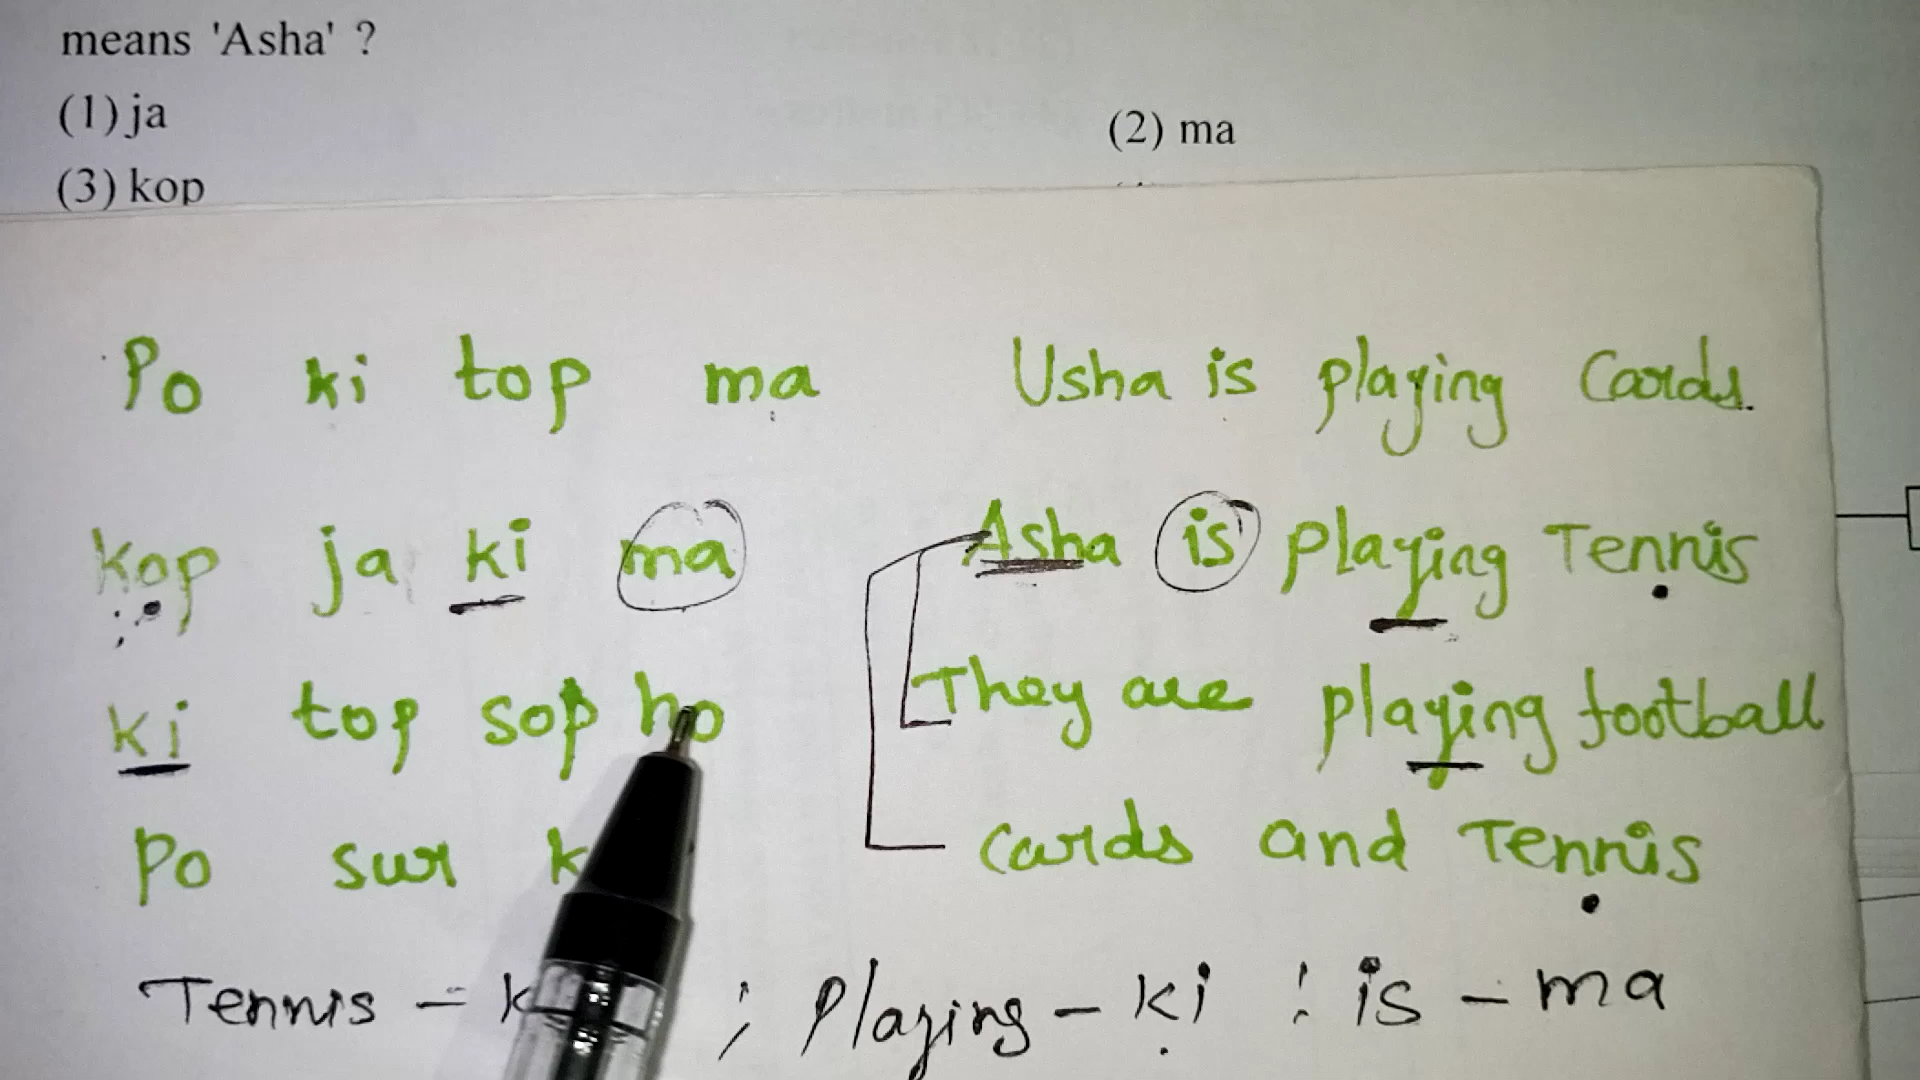 means 'Asha' ?
(1) ja
(2) ma
(3) kop
Po ki top ma Usha is playing Cards.
kop ja ki ma Asha is playing Tennis
ki top sop ho They are playing football
Po sur Cards and Tennis
Tennis - ; Playing - ki ; is - ma